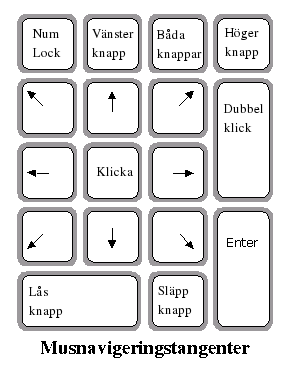 Num
Lock
Vänster
knapp
Båda
knappar
Höger
knapp
Dubbel
klick
Klicka
Enter
Lås
knapp
Släpp
knapp
Musnavigeringstangenter